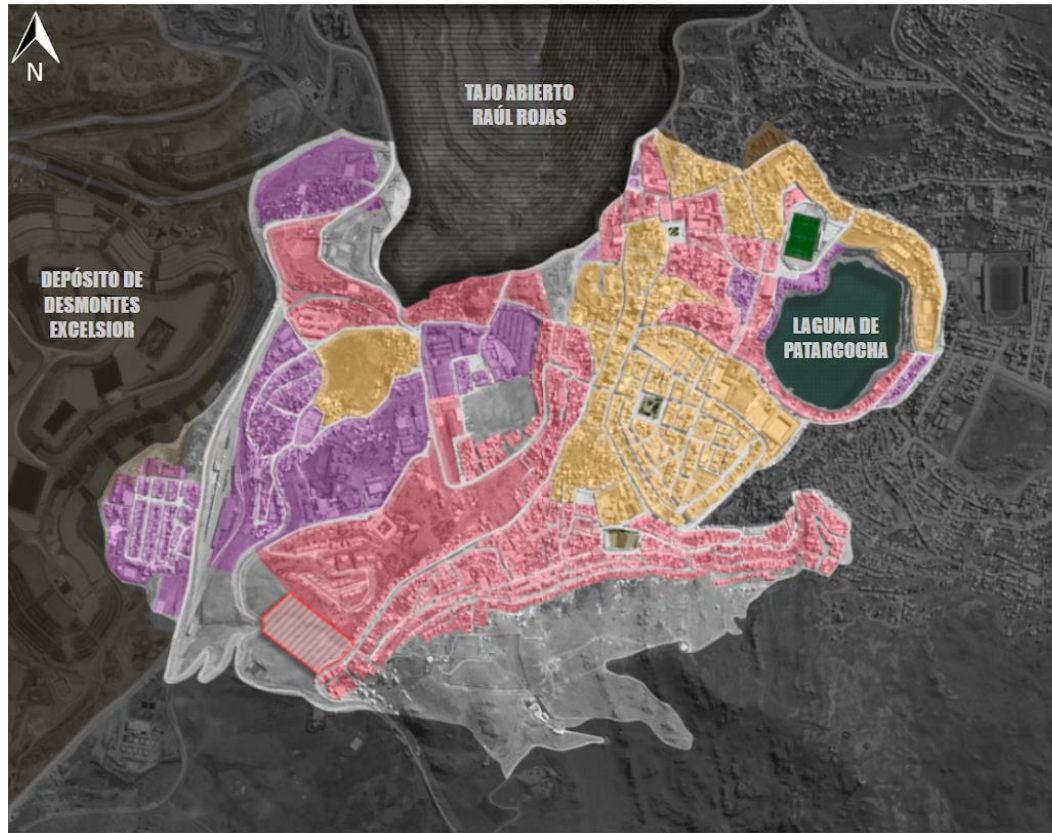 N
TAJO ABIERTO
RAÚL ROJAS
DEPÓSITO DE
DESMONTES
EXCELSIOR
LAGUNA DE
PATARCOCHA